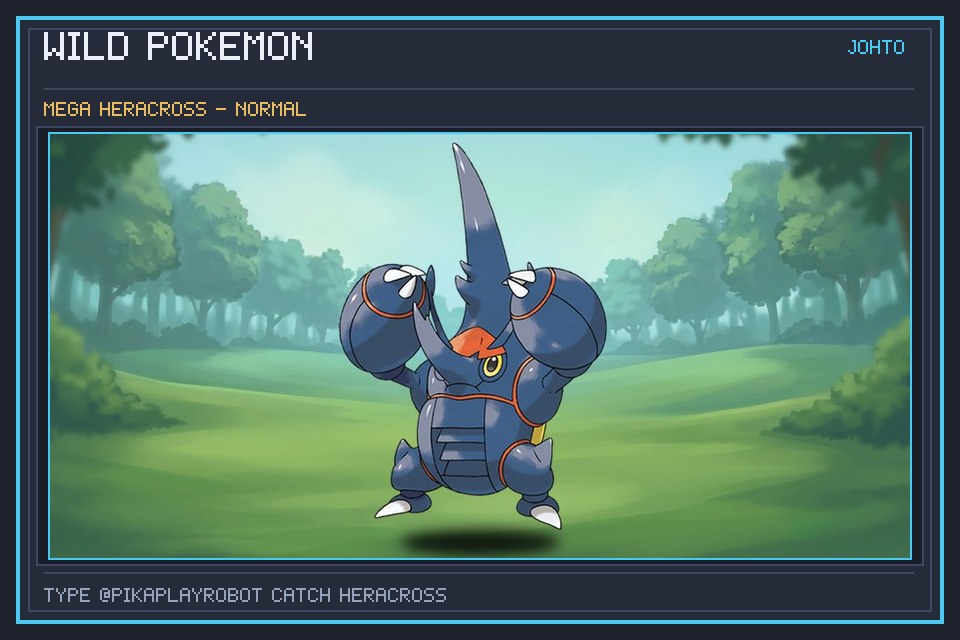 WILD POKEMON
JOHTO
MEGA HERACROSS - NORMAL
TYPE @PIKAPLAYROBOT CATCH HERACROSS